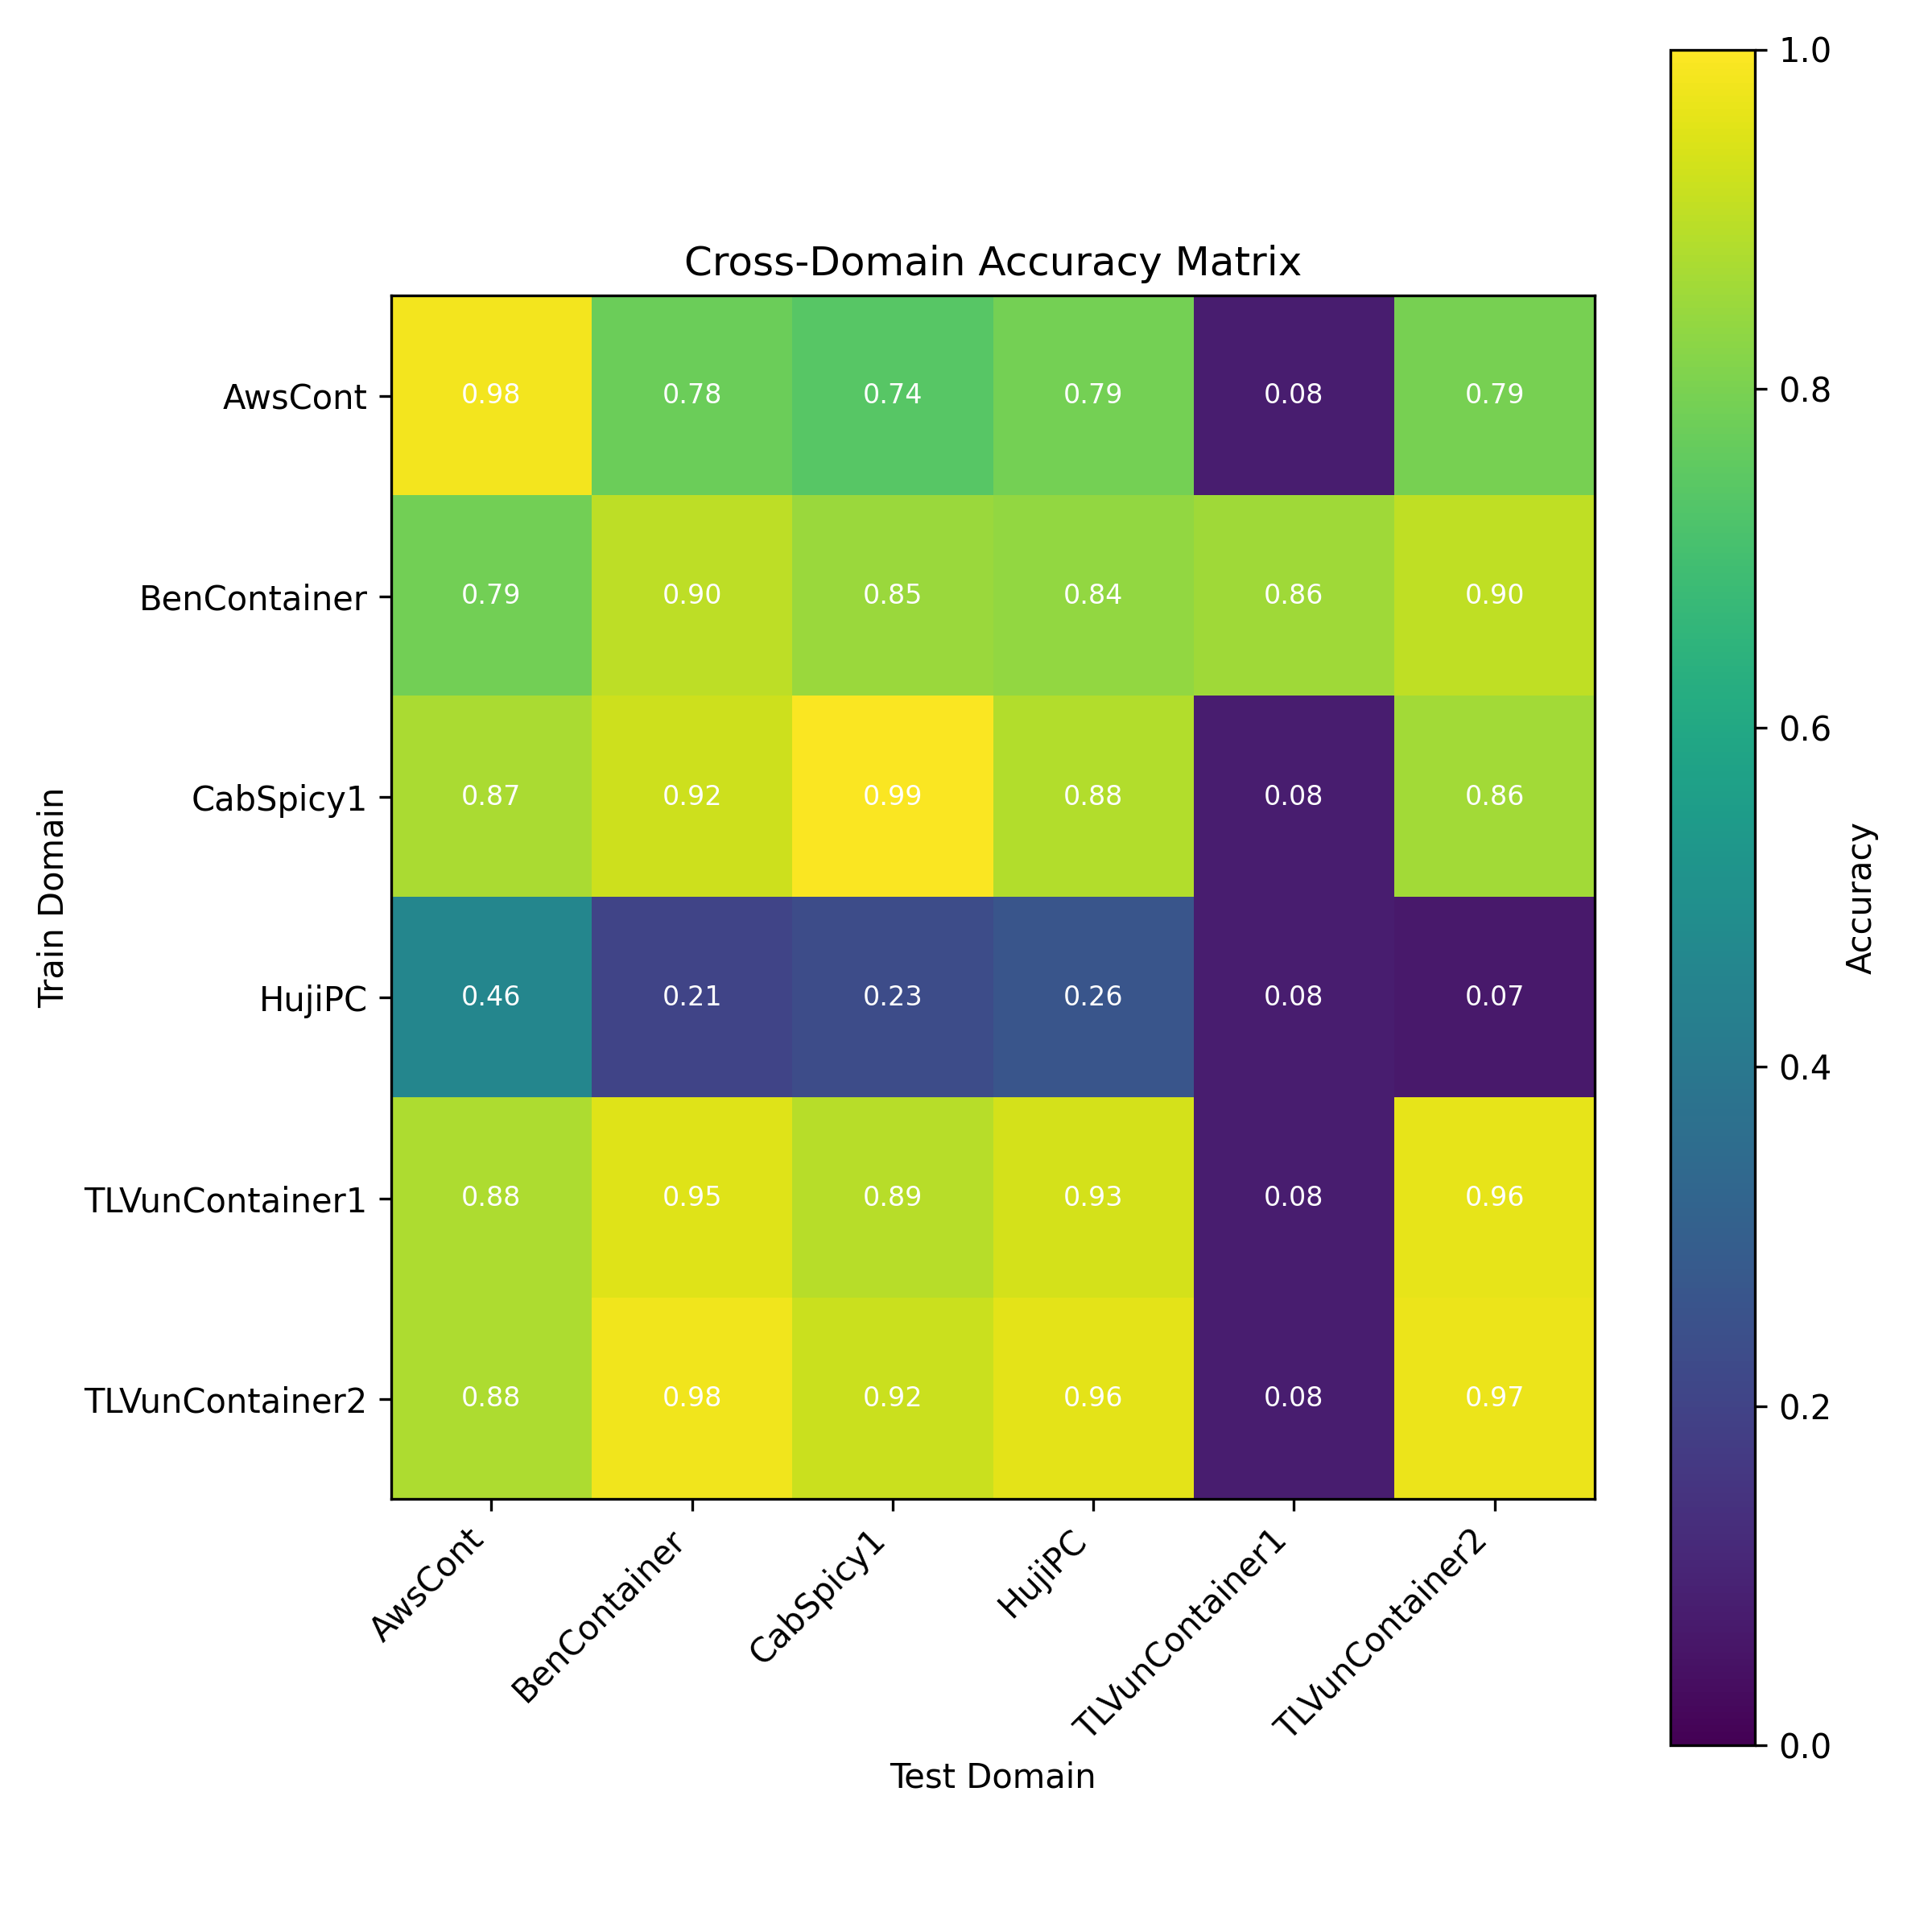 Cross-Domain Accuracy Matrix
1.0
0.8
0.6
0.4
0.2
0.0
Accuracy
Train Domain
AwsCont 0.98 0.78 0.74 0.79 0.08 0.79
BenContainer 0.79 0.90 0.85 0.84 0.86 0.90
CabSpicy1 0.87 0.92 0.99 0.88 0.08 0.86
HujiPC 0.46 0.21 0.23 0.26 0.08 0.07
TLVunContainer1 0.88 0.95 0.89 0.93 0.08 0.96
TLVunContainer2 0.88 0.98 0.92 0.96 0.08 0.97
AwsCont BenContainer CabSpicy1 HujiPC TLVunContainer1 TLVunContainer2
Test Domain